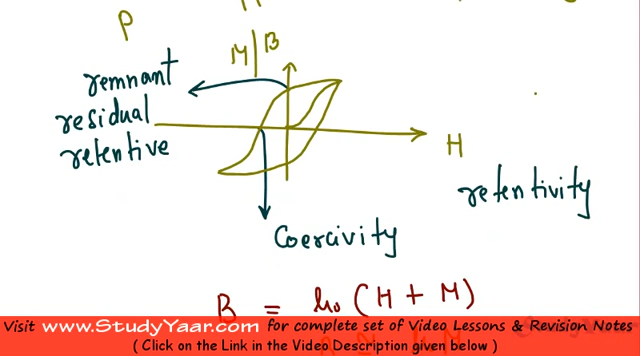 P
M|B
remnant
residual
retentive
H
retentivity
Coercivity
B = μ₀ (H + M)
Visit www.StudyYaar.com for complete set of Video Lessons & Revision Notes
( Click on the Link in the Video Description given below )